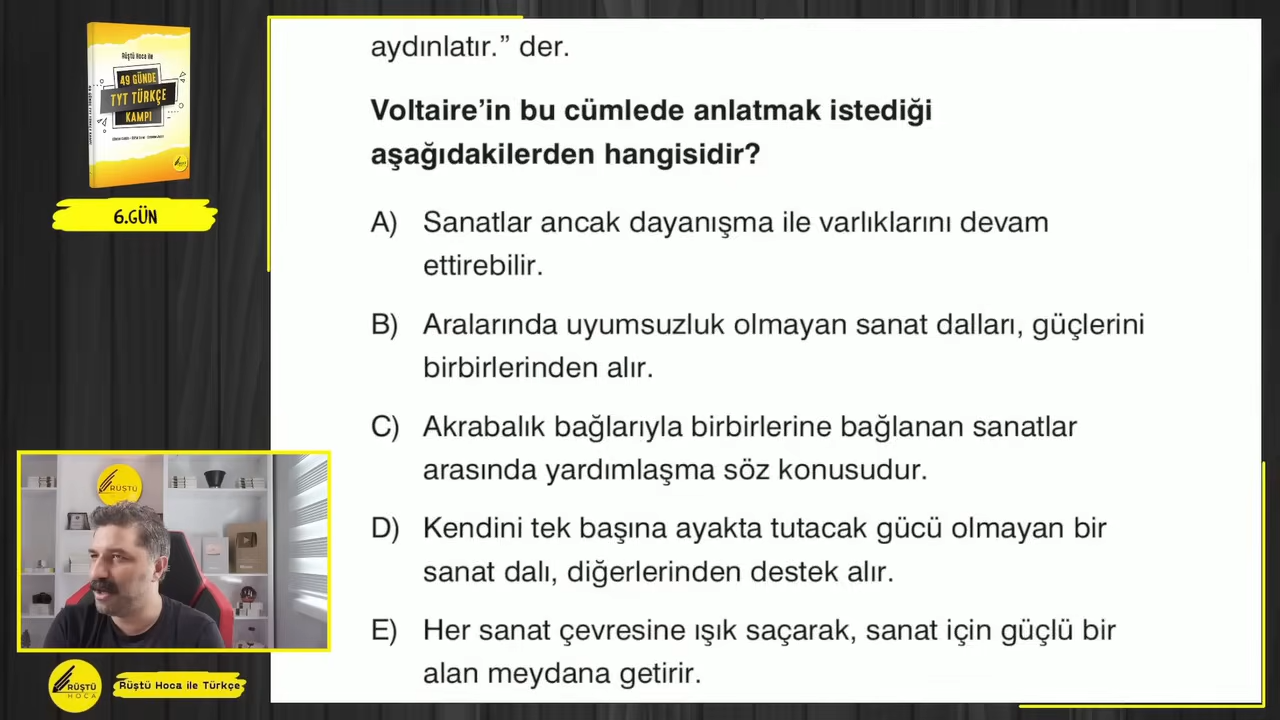 Rüştü Hoca ile
49 GÜNDE
TYT TÜRKÇE
KAMPI
6.GÜN
aydınlatır.” der.
Voltaire’in bu cümlede anlatmak istediği
aşağıdakilerden hangisidir?
A) Sanatlar ancak dayanışma ile varlıklarını devam
ettirebilir.
B) Aralarında uyumsuzluk olmayan sanat dalları, güçlerini
birbirlerinden alır.
C) Akrabalık bağlarıyla birbirlerine bağlanan sanatlar
arasında yardımlaşma söz konusudur.
D) Kendini tek başına ayakta tutacak gücü olmayan bir
sanat dalı, diğerlerinden destek alır.
E) Her sanat çevresine ışık saçarak, sanat için güçlü bir
alan meydana getirir.
RÜŞTÜ
RÜŞTÜ
HOCA
Rüştü Hoca ile Türkçe